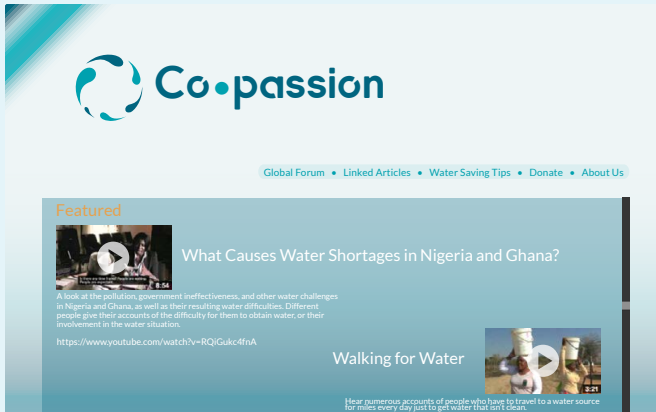 Co•passion
Global Forum • Linked Articles • Water Saving Tips • Donate • About Us
Featured
What Causes Water Shortages in Nigeria and Ghana?
8:54
A look at the pollution, government ineffectiveness, and other water challenges
in Nigeria and Ghana, as well as their resulting water difficulties. Different
people give their accounts of the difficulty for them to obtain water, or their
involvement in the water situation.
https://www.youtube.com/watch?v=RQiGukc4fnA
Walking for Water
3:21
Hear numerous accpunts of people who have to travel to a water source
for miles every day just to get water that isn't clean.